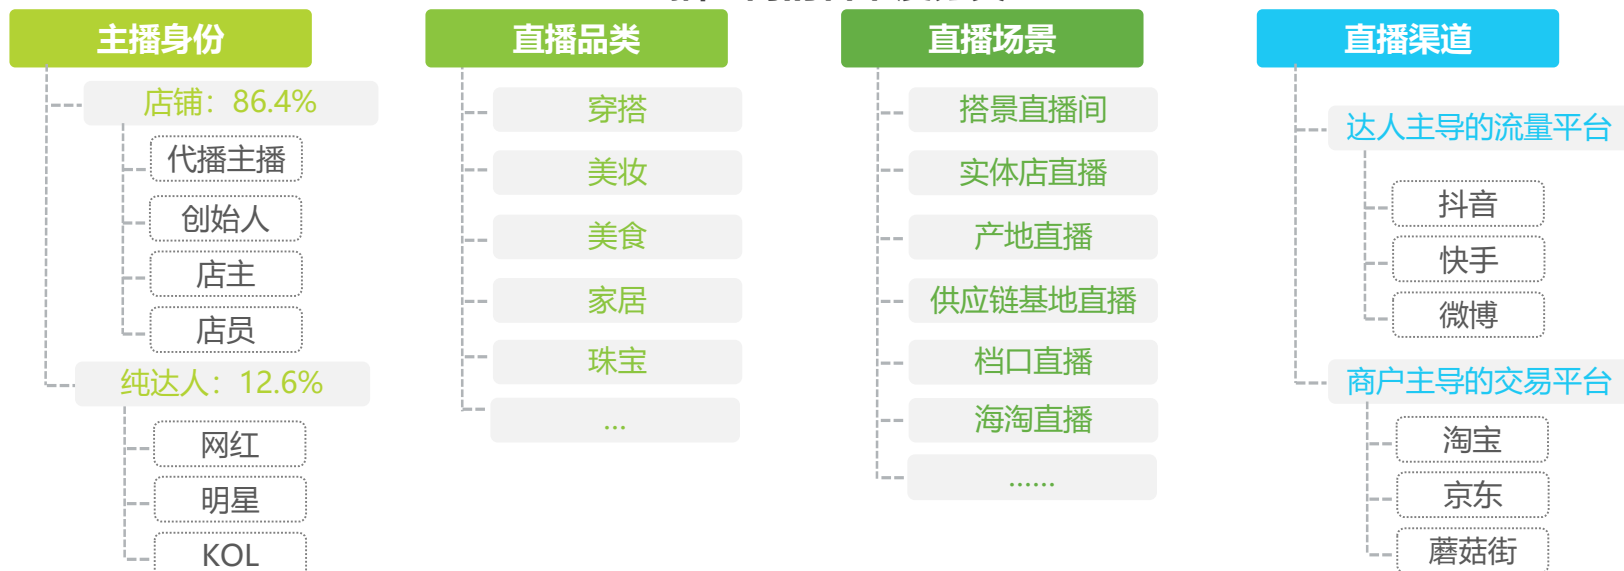 主播身份
店铺：86.4%
代播主播
创始人
店主
店员
纯达人：12.6%
网红
明星
KOL
直播品类
穿搭
美妆
美食
家居
珠宝
...
直播场景
搭景直播间
实体店直播
产地直播
供应链基地直播
档口直播
海淘直播
......
直播渠道
达人主导的流量平台
抖音
快手
微博
商户主导的交易平台
淘宝
京东
蘑菇街